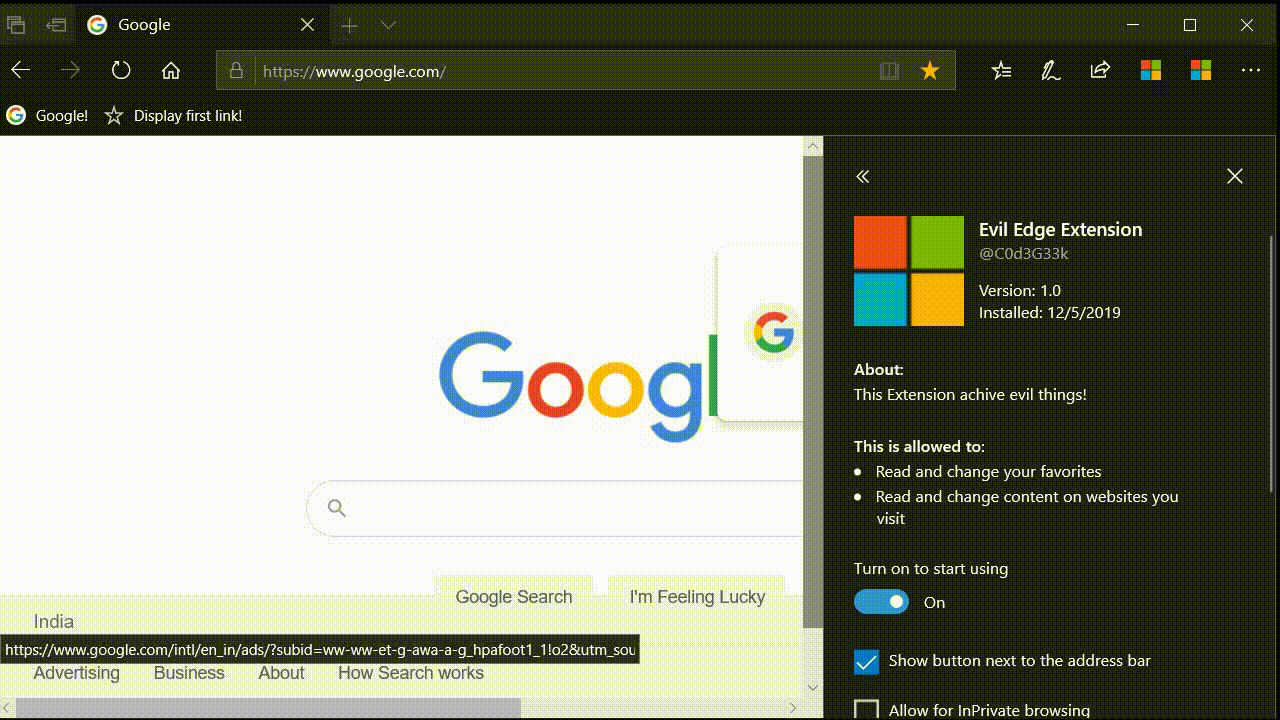 Google
https://www.google.com/
Google!
Display first link!
Googl
Google Search
I'm Feeling Lucky
India
https://www.google.com/intl/en_in/ads/?subid=ww-ww-et-g-awa-a-g_hpafoot1_1!o2&utm_sou
Advertising
Business
About
How Search works
Evil Edge Extension
@C0d3G33k
Version: 1.0
Installed: 12/5/2019
About:
This Extension achive evil things!
This is allowed to:
Read and change your favorites
Read and change content on websites you
visit
Turn on to start using
On
Show button next to the address bar
Allow for InPrivate browsing